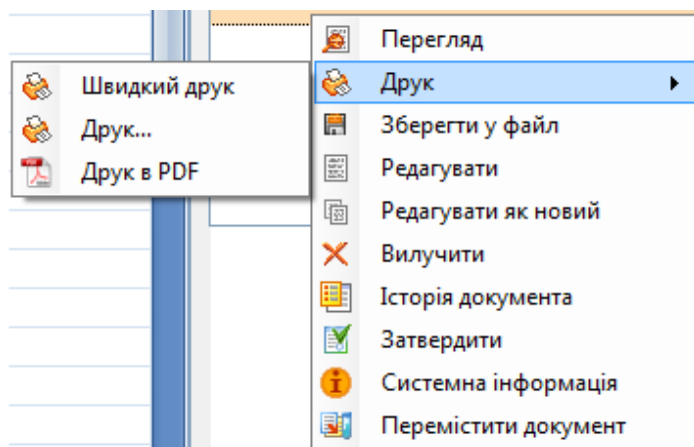 Перегляд
Друк
Швидкий друк
Друк...
Друк в PDF
Зберегти у файл
Редагувати
Редагувати як новий
Вилучити
Історія документа
Затвердити
Системна інформація
Перемістити документ